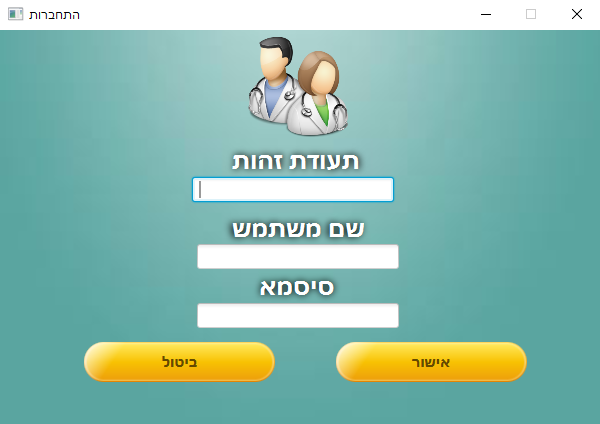 התחברות
תעודת זהות
שם משתמש
סיסמא
אישור
ביטול